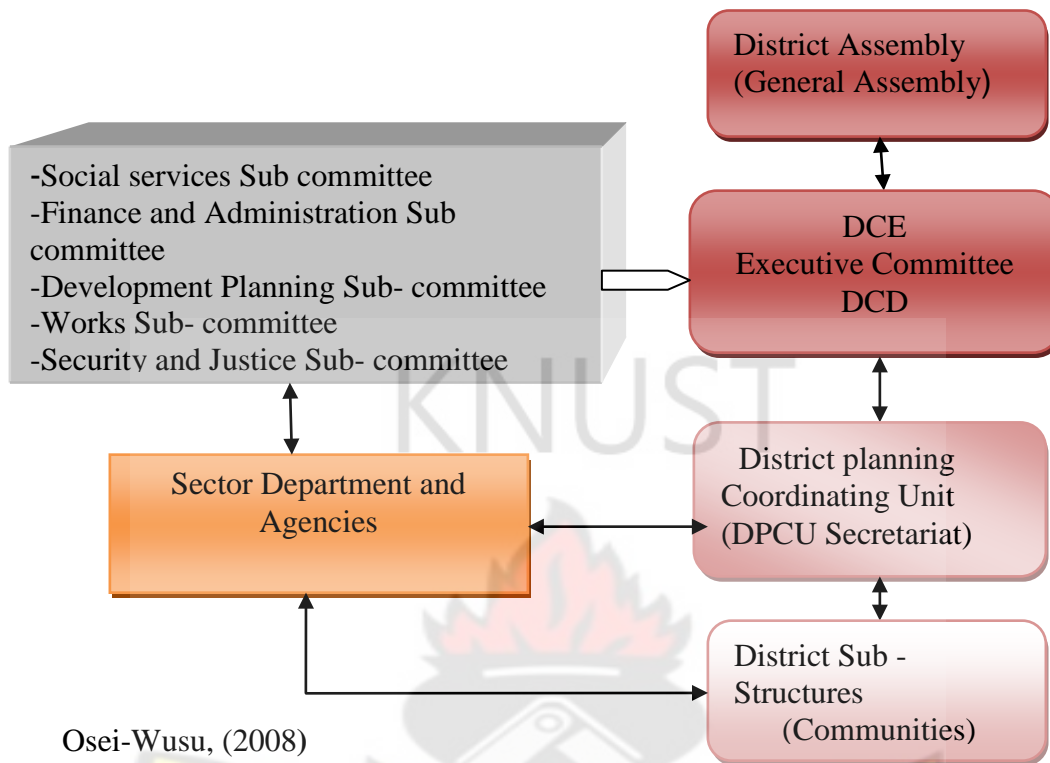 District Assembly
(General Assembly)
-Social services Sub committee
-Finance and Administration Sub
committee
-Development Planning Sub- committee
-Works Sub- committee
-Security and Justice Sub- committee
DCE
Executive Committee
DCD
KNUST
Sector Department and
Agencies
District planning
Coordinating Unit
(DPCU Secretariat)
District Sub -
Structures
(Communities)
Osei-Wusu, (2008)